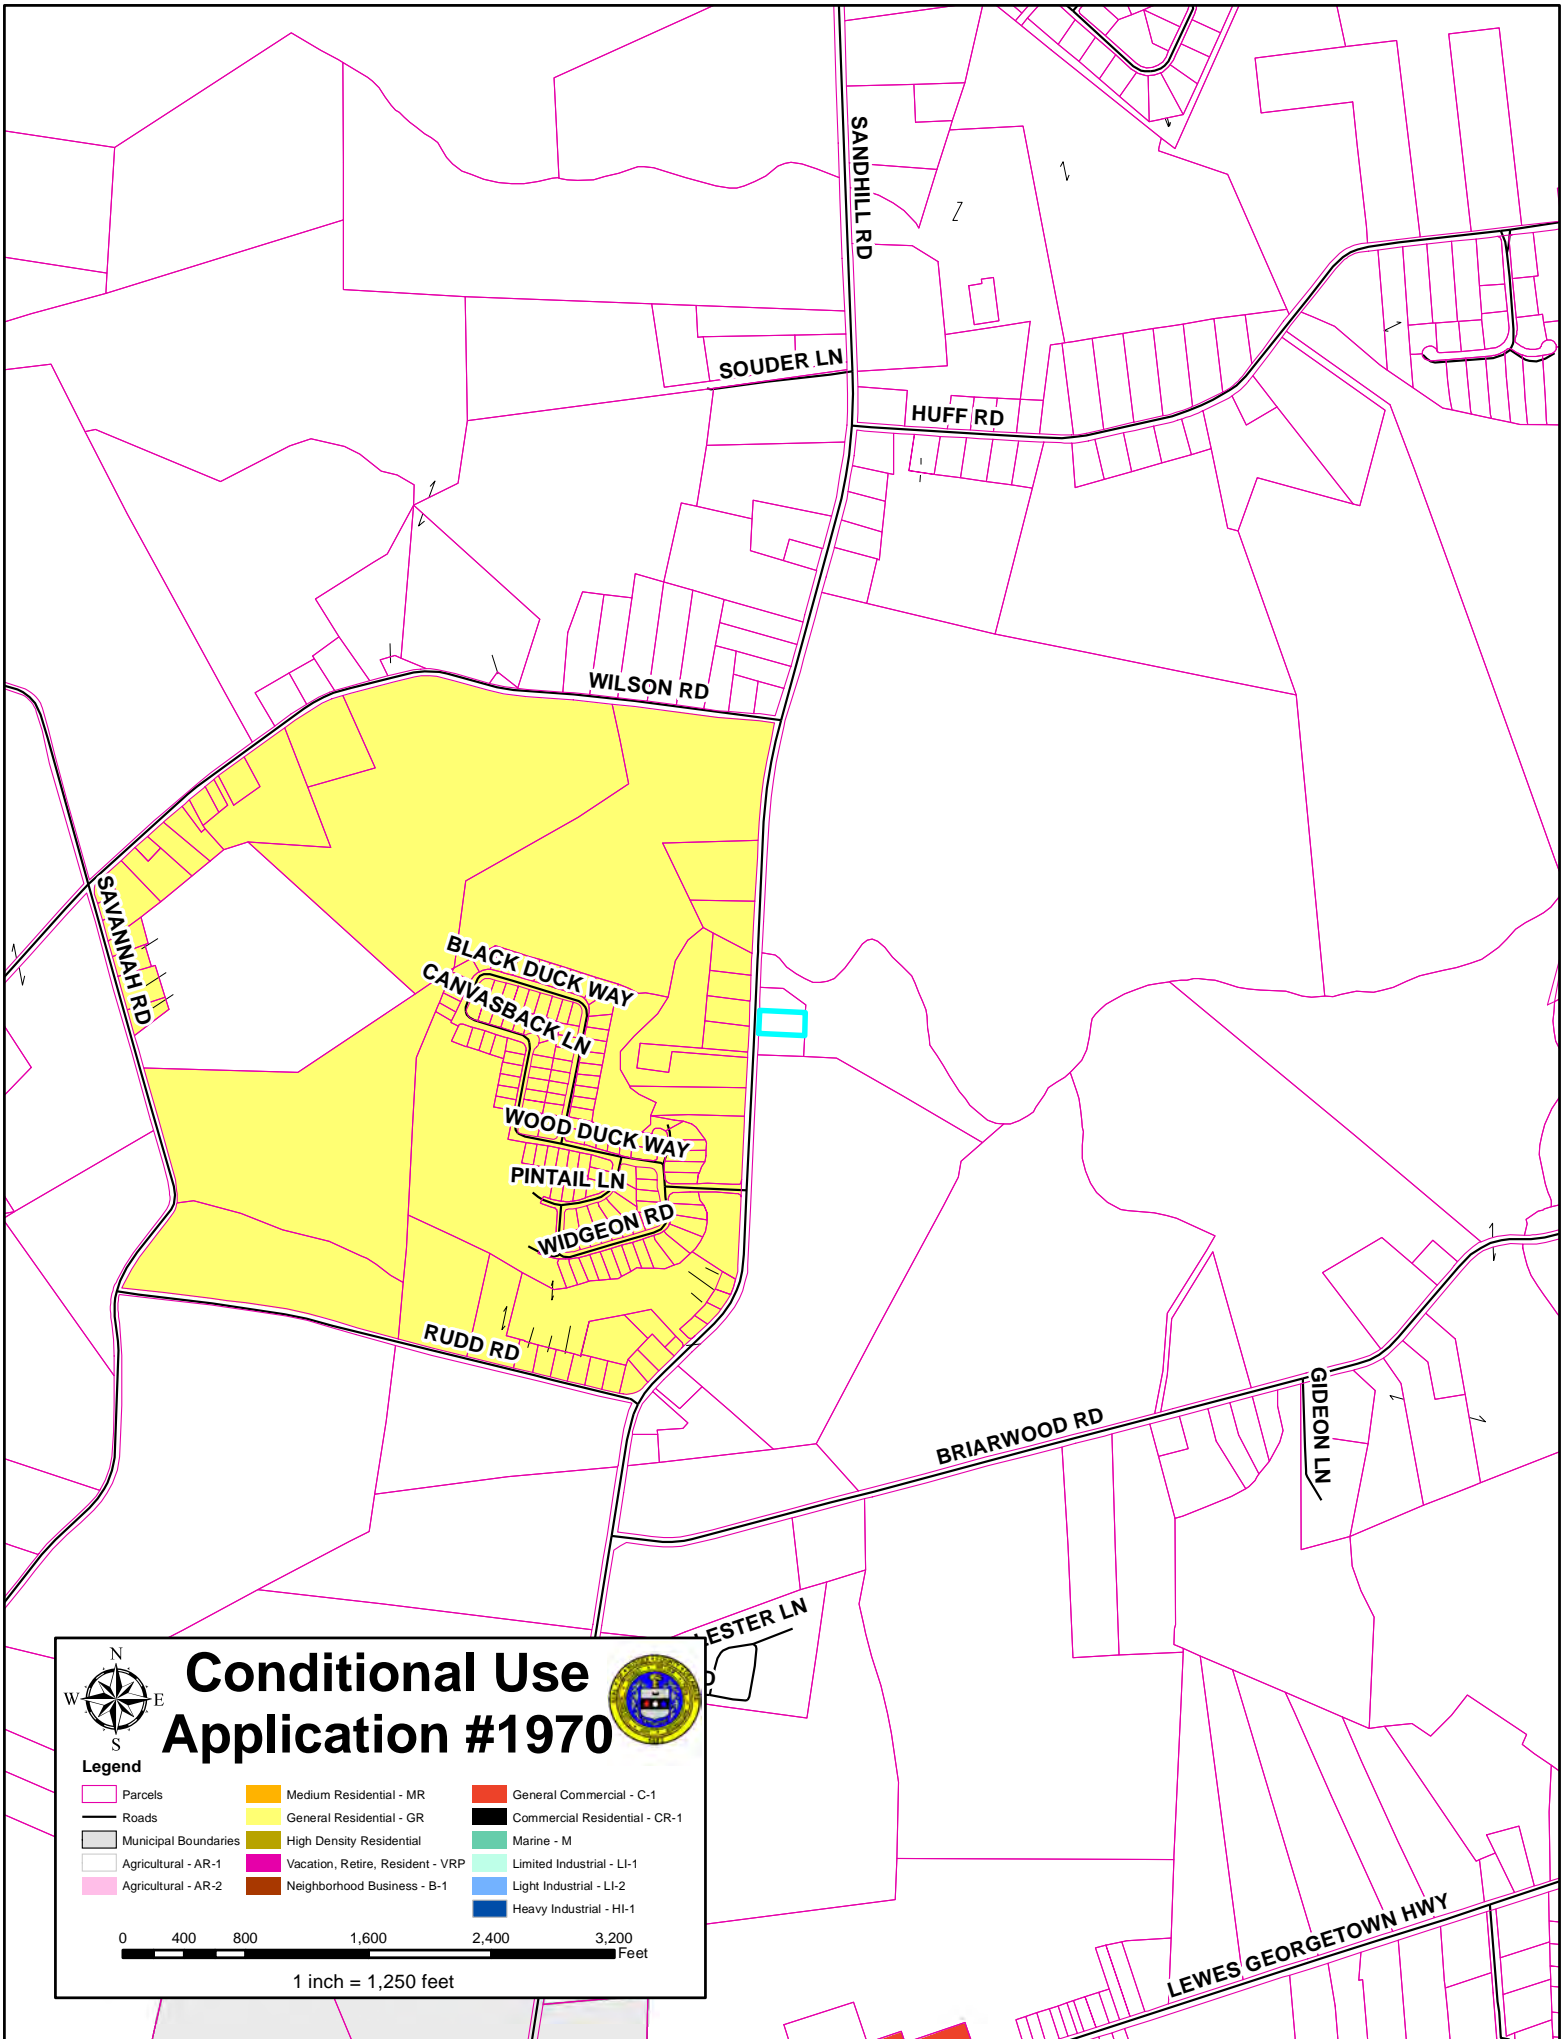 SANDHILL RD
SOUDER LN
HUFF RD
WILSON RD
SAVANNAH RD
BLACK DUCK WAY
CANVASBACK LN
WOOD DUCK WAY
PINTAIL LN
WIDGEON RD
RUDD RD
BRIARWOOD RD
GIDEON LN
LESTER LN
D
LEWES GEORGETOWN HWY
N
W E
S
Conditional Use
Application #1970
Legend
Parcels
Roads
Municipal Boundaries
Agricultural - AR-1
Agricultural - AR-2
Medium Residential - MR
General Residential - GR
High Density Residential
Vacation, Retire, Resident - VRP
Neighborhood Business - B-1
General Commercial - C-1
Commercial Residential - CR-1
Marine - M
Limited Industrial - LI-1
Light Industrial - LI-2
Heavy Industrial - HI-1
0 400 800 1,600 2,400 3,200
Feet
1 inch = 1,250 feet